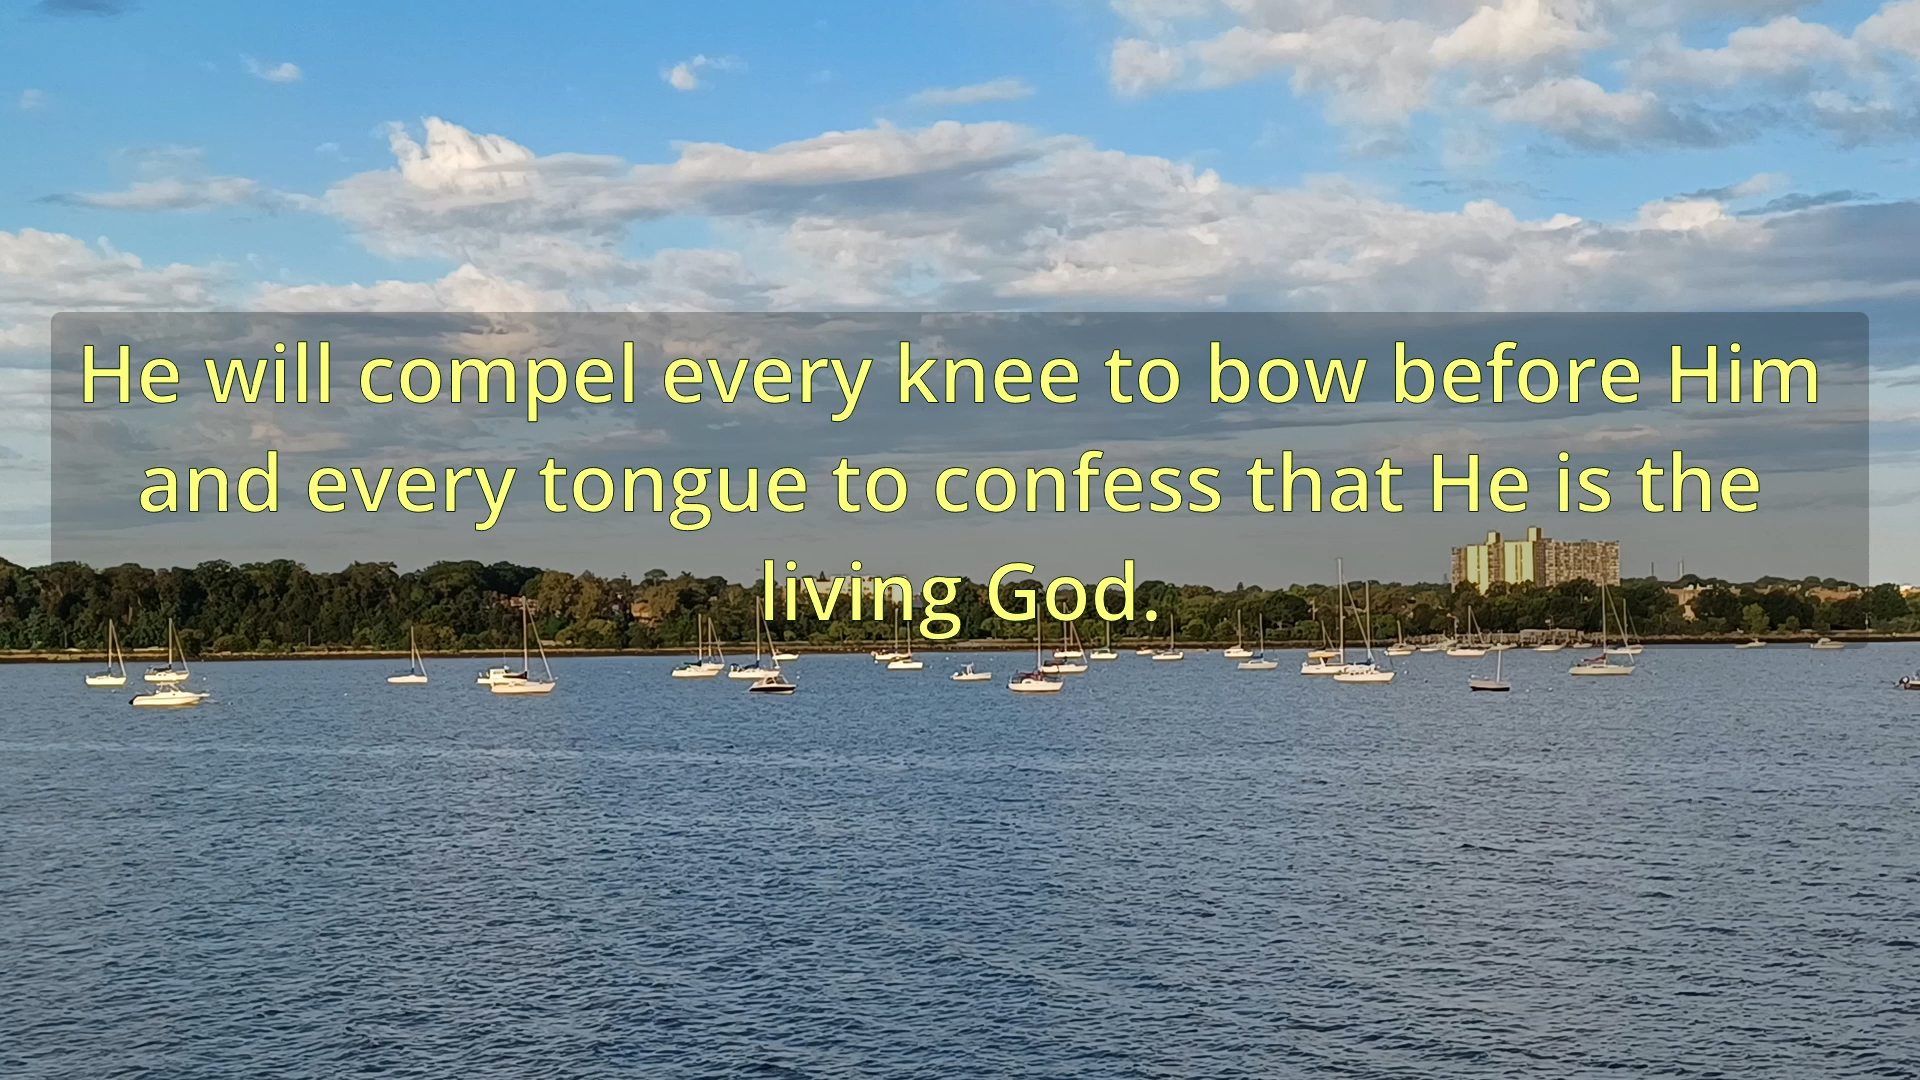 He will compel every knee to bow before Him
and every tongue to confess that He is the
living God.